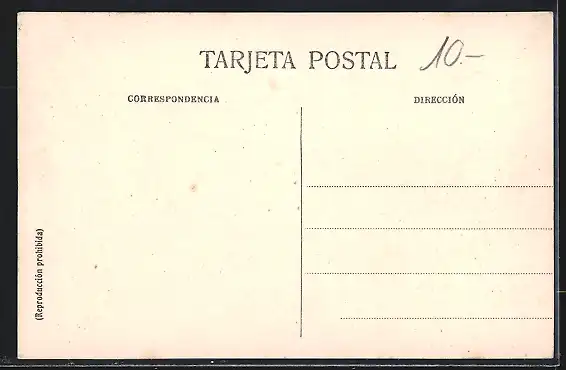 TARJETA POSTAL
10.-
CORRESPONDENCIA
DIRECCIÓN
(Reproducción prohibida)